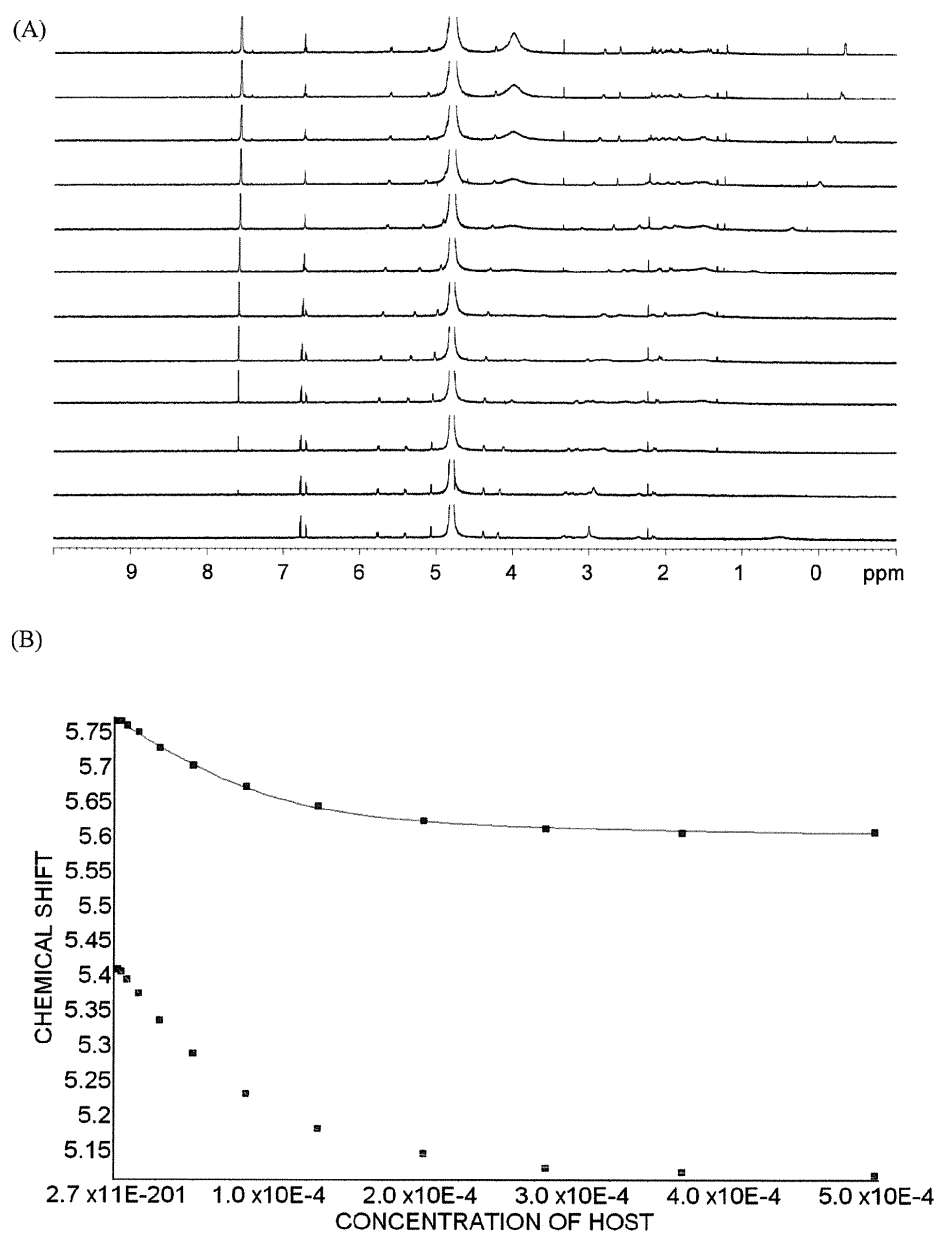 (A)
9 8 7 6 5 4 3 2 1 0 ppm
(B)
CHEMICAL SHIFT
5.75
5.7
5.65
5.6
5.55
5.5
5.45
5.4
5.35
5.3
5.25
5.2
5.15
2.7 x11E-201 1.0 x10E-4 2.0 x10E-4 3.0 x10E-4 4.0 x10E-4 5.0 x10E-4
CONCENTRATION OF HOST